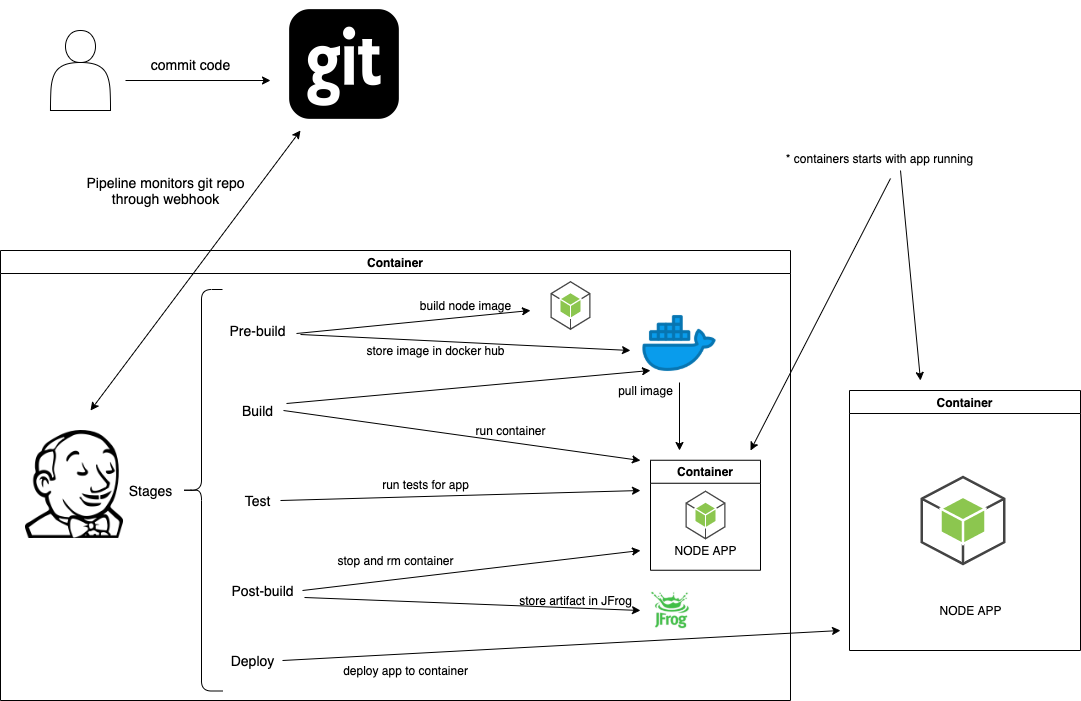 commit code
git
* containers starts with app running
Pipeline monitors git repo
through webhook
Container
build node image
Pre-build
store image in docker hub
pull image
Build
run container
Container
Container
Stages
run tests for app
Test
NODE APP
stop and rm container
Post-build
store artifact in JFrog
JFrog
NODE APP
Deploy
deploy app to container